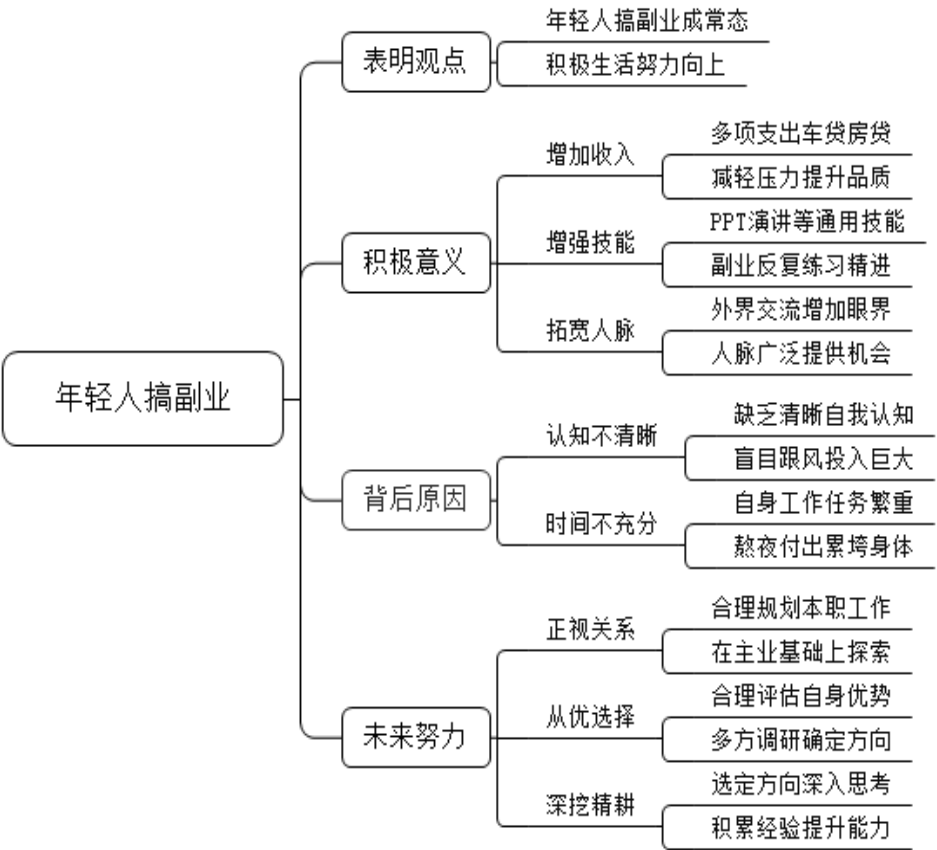 年轻人搞副业
表明观点
年轻人搞副业成常态
积极生活努力向上
积极意义
增加收入
多项支出车贷房贷
减轻压力提升品质
增强技能
PPT演讲等通用技能
副业反复练习精进
拓宽人脉
外界交流增加眼界
人脉广泛提供机会
背后原因
认知不清晰
缺乏清晰自我认知
盲目跟风投入巨大
时间不充分
自身工作任务繁重
熬夜付出累垮身体
未来努力
正视关系
合理规划本职工作
在主业基础上探索
从优选择
合理评估自身优势
多方调研确定方向
深挖精耕
选定方向深入思考
积累经验提升能力